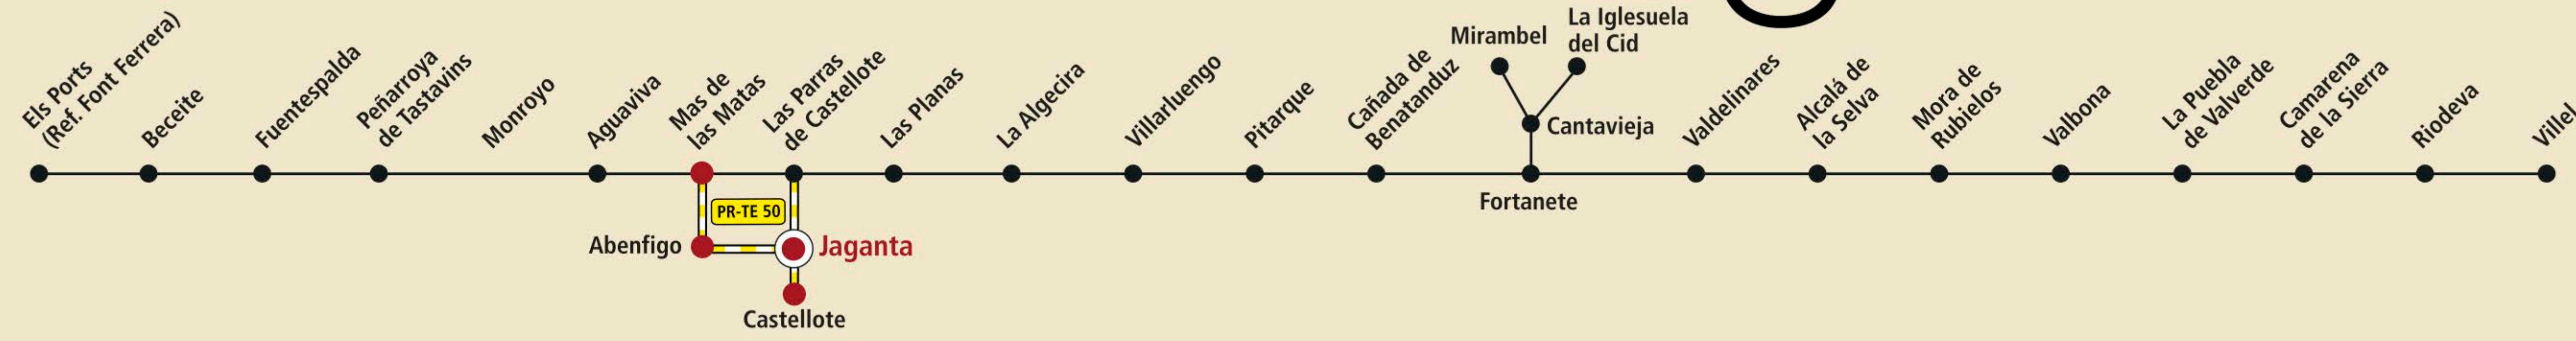 Els Ports
(Ref. Font Ferrera)
Beceite
Fuentespalda
Peñarroya
de Tastavins
Monroyo
Aguaviva
Mas de
las Matas
Las Parras
de Castellote
Las Planas
La Algecira
Villarluengo
Pitarque
Cañada de
Benatanduz
Mirambel
La Iglesuela
del Cid
Cantavieja
Fortanete
Valdelinares
Alcalá de
la Selva
Mora de
Rubielos
Valbona
La Puebla
de Valverde
Camarena
de la Sierra
Riodeva
Villel
PR-TE 50
Abenfigo
Jaganta
Castellote